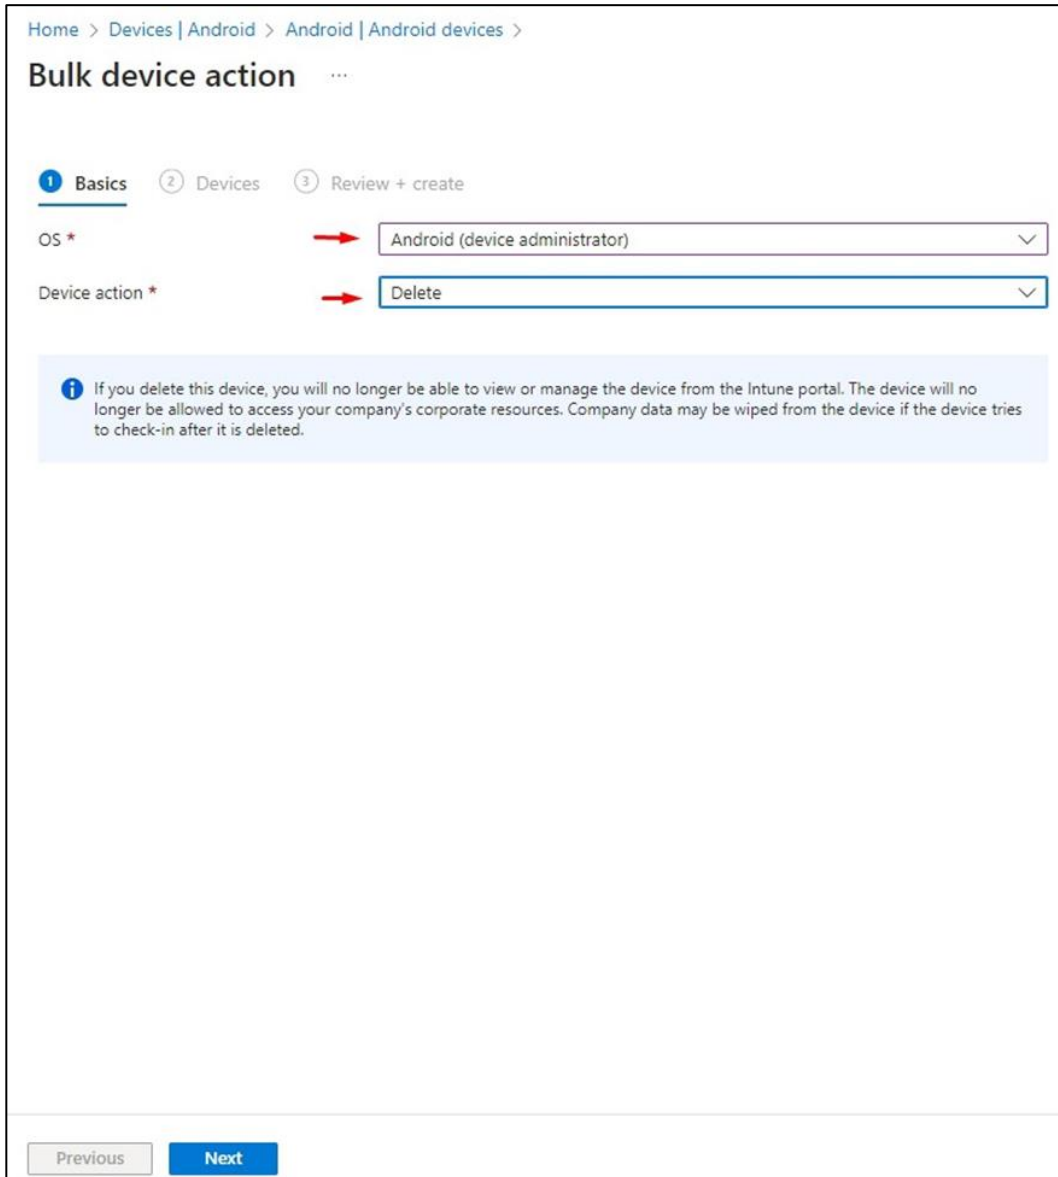 Home > Devices | Android > Android | Android devices >
Bulk device action ...
1 Basics 2 Devices 3 Review + create
OS * Android (device administrator)
Device action * Delete
If you delete this device, you will no longer be able to view or manage the device from the Intune portal. The device will no
longer be allowed to access your company's corporate resources. Company data may be wiped from the device if the device tries
to check-in after it is deleted.
Previous Next